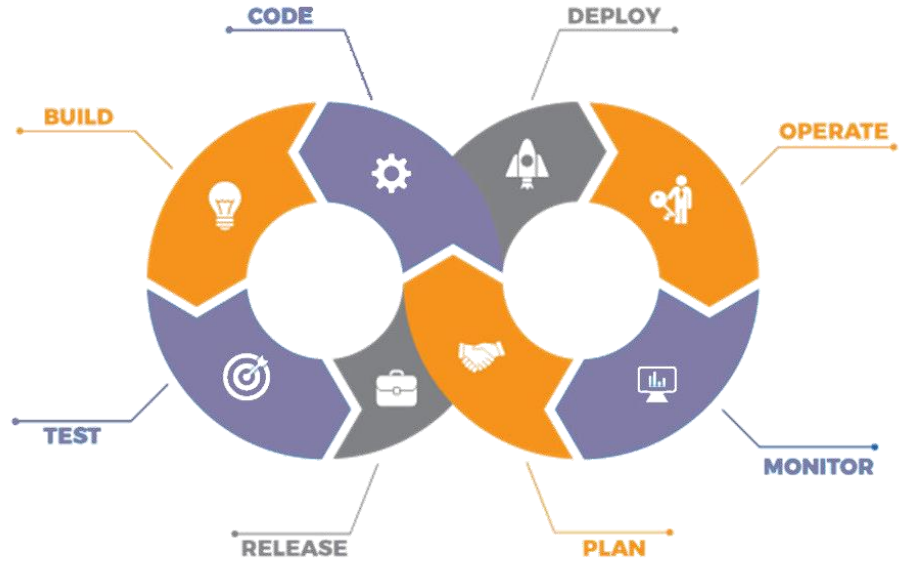 CODE
DEPLOY
BUILD
OPERATE
TEST
MONITOR
RELEASE
PLAN